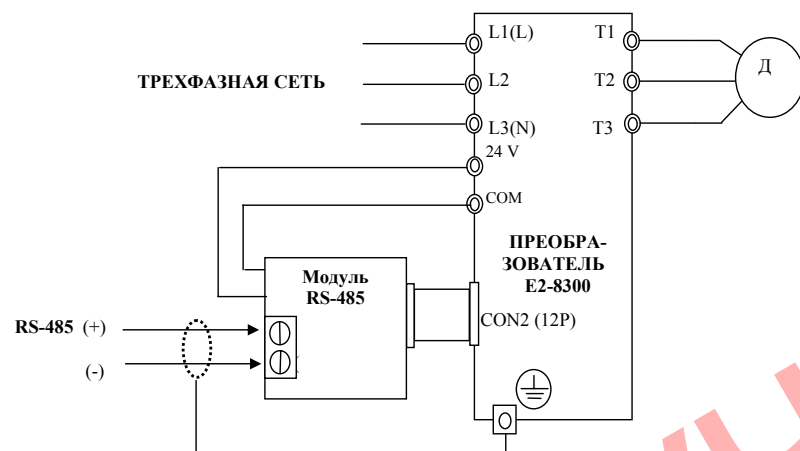 L1(L)
T1
ТРЕХФАЗНАЯ СЕТЬ
L2
T2
Д
L3(N)
T3
24 V
COM
ПРЕОБРА-
ЗОВАТЕЛЬ
E2-8300
Модуль
RS-485
RS-485 (+)
CON2 (12P)
(-)